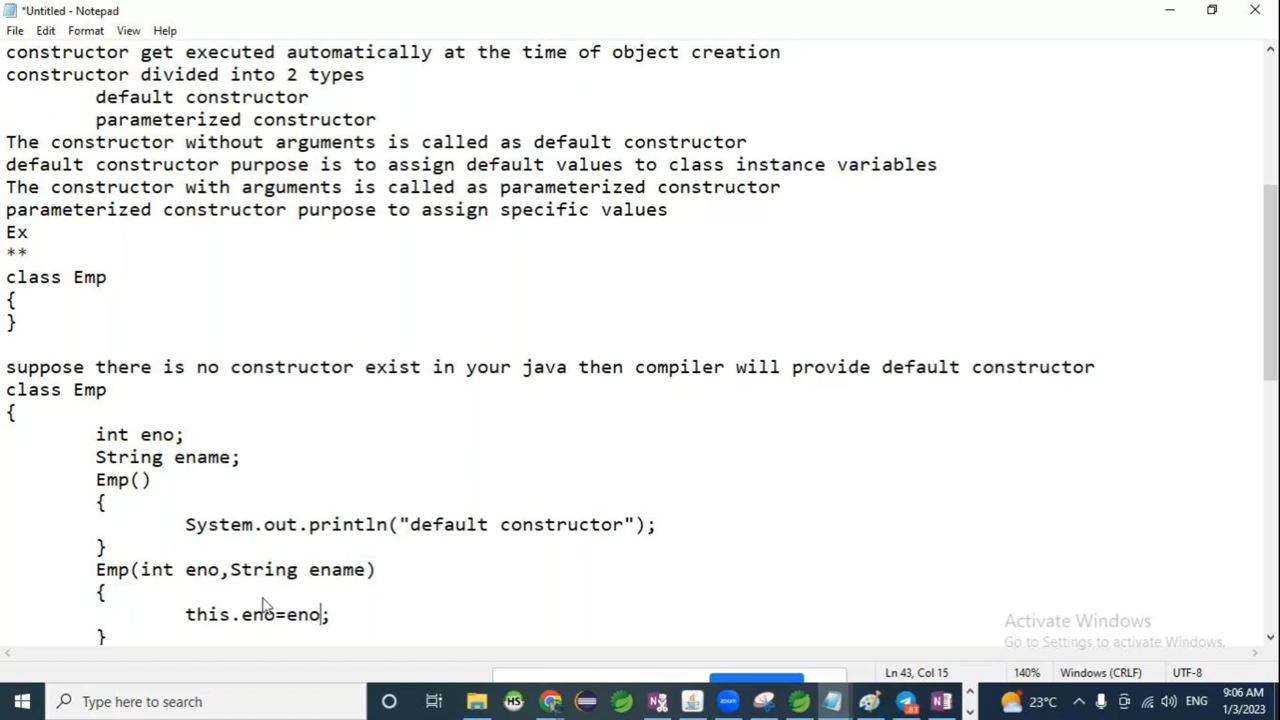 *Untitled - Notepad
File Edit Format View Help
constructor get executed automatically at the time of object creation
constructor divided into 2 types
default constructor
parameterized constructor
The constructor without arguments is called as default constructor
default constructor purpose is to assign default values to class instance variables
The constructor with arguments is called as parameterized constructor
parameterized constructor purpose to assign specific values
Ex
**
class Emp
{
}
suppose there is no constructor exist in your java then compiler will provide default constructor
class Emp
{
int eno;
String ename;
Emp()
{
System.out.println("default constructor");
}
Emp(int eno,String ename)
{
this.eno=eno;
}
Activate Windows
Go to Settings to activate Windows.
Ln 43, Col 15 140% Windows (CRLF) UTF-8
Type here to search
HS
zoom
23°C
ENG
9:06 AM
1/3/2023